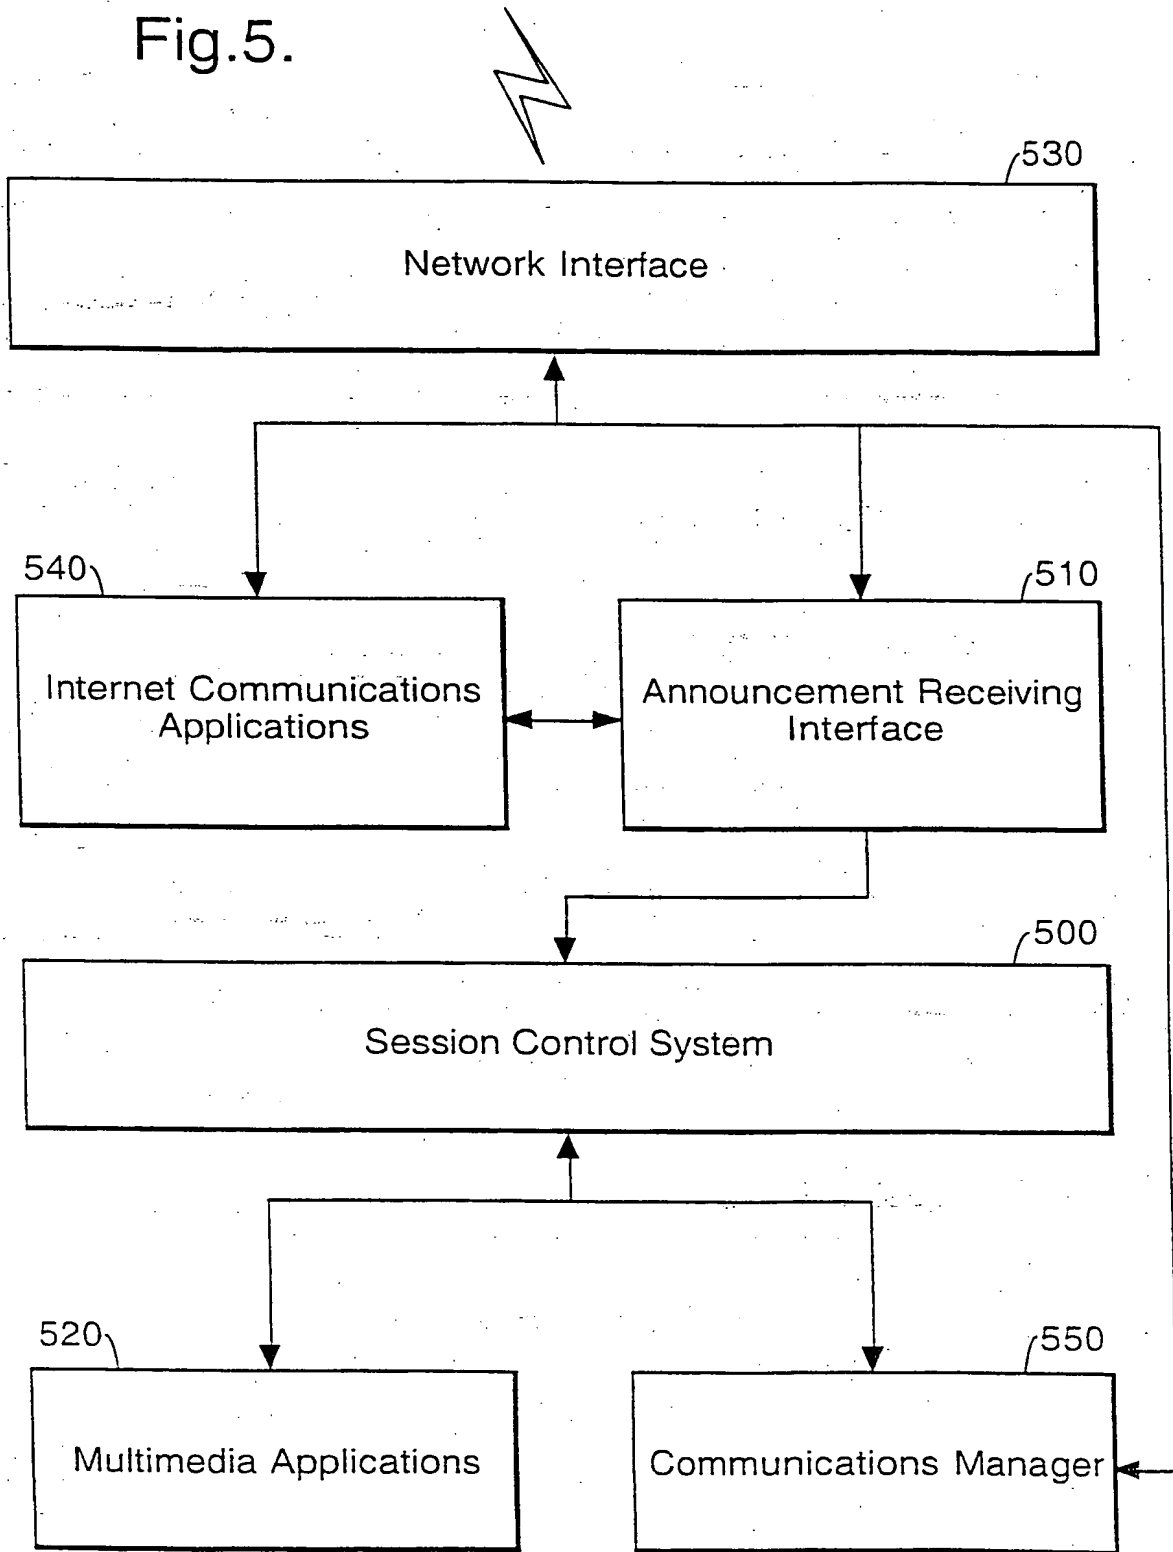 Fig.5.
530
Network Interface
540
510
Internet Communications
Applications
Announcement Receiving
Interface
500
Session Control System
520
550
Multimedia Applications
Communications Manager